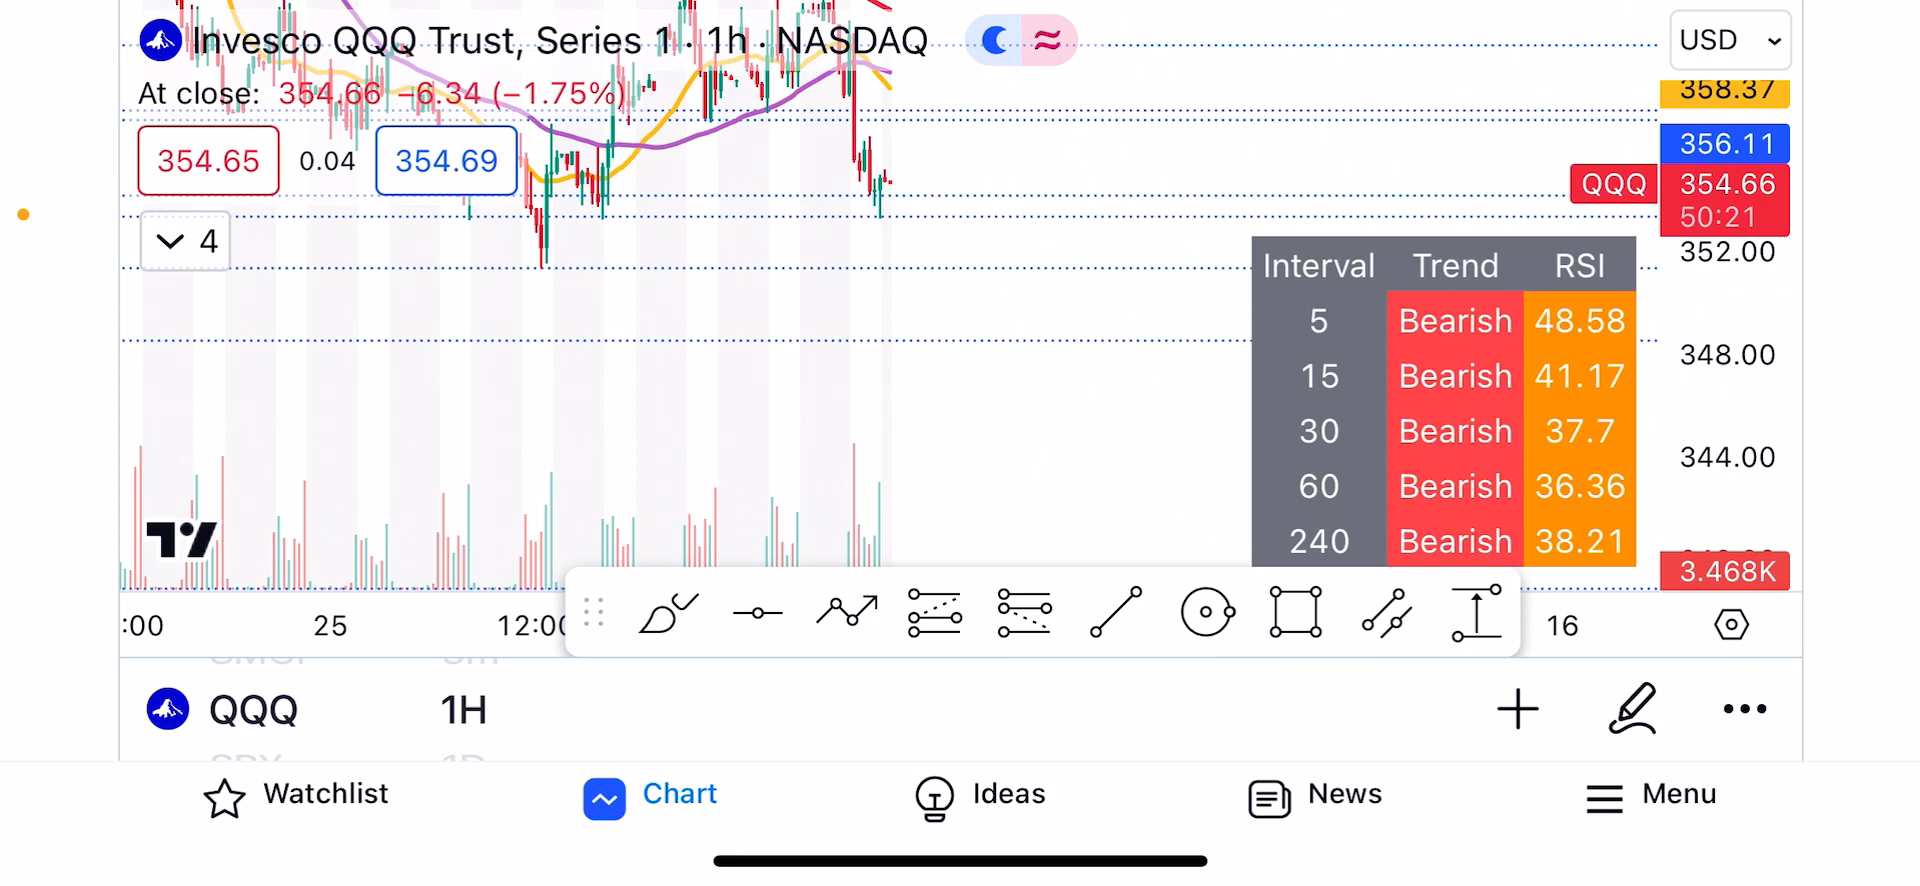 Invesco QQQ Trust, Series 1 · 1h · NASDAQ
USD
At close: 354.66 −6.34 (−1.75%)
358.37
354.65 0.04 354.69
356.11
QQQ 354.66
50:21
4
352.00
Interval Trend RSI
5 Bearish 48.58
15 Bearish 41.17
348.00
30 Bearish 37.7
344.00
60 Bearish 36.36
240 Bearish 38.21
3.468K
:00 25 12:00 16
QQQ 1H
Watchlist Chart Ideas News Menu